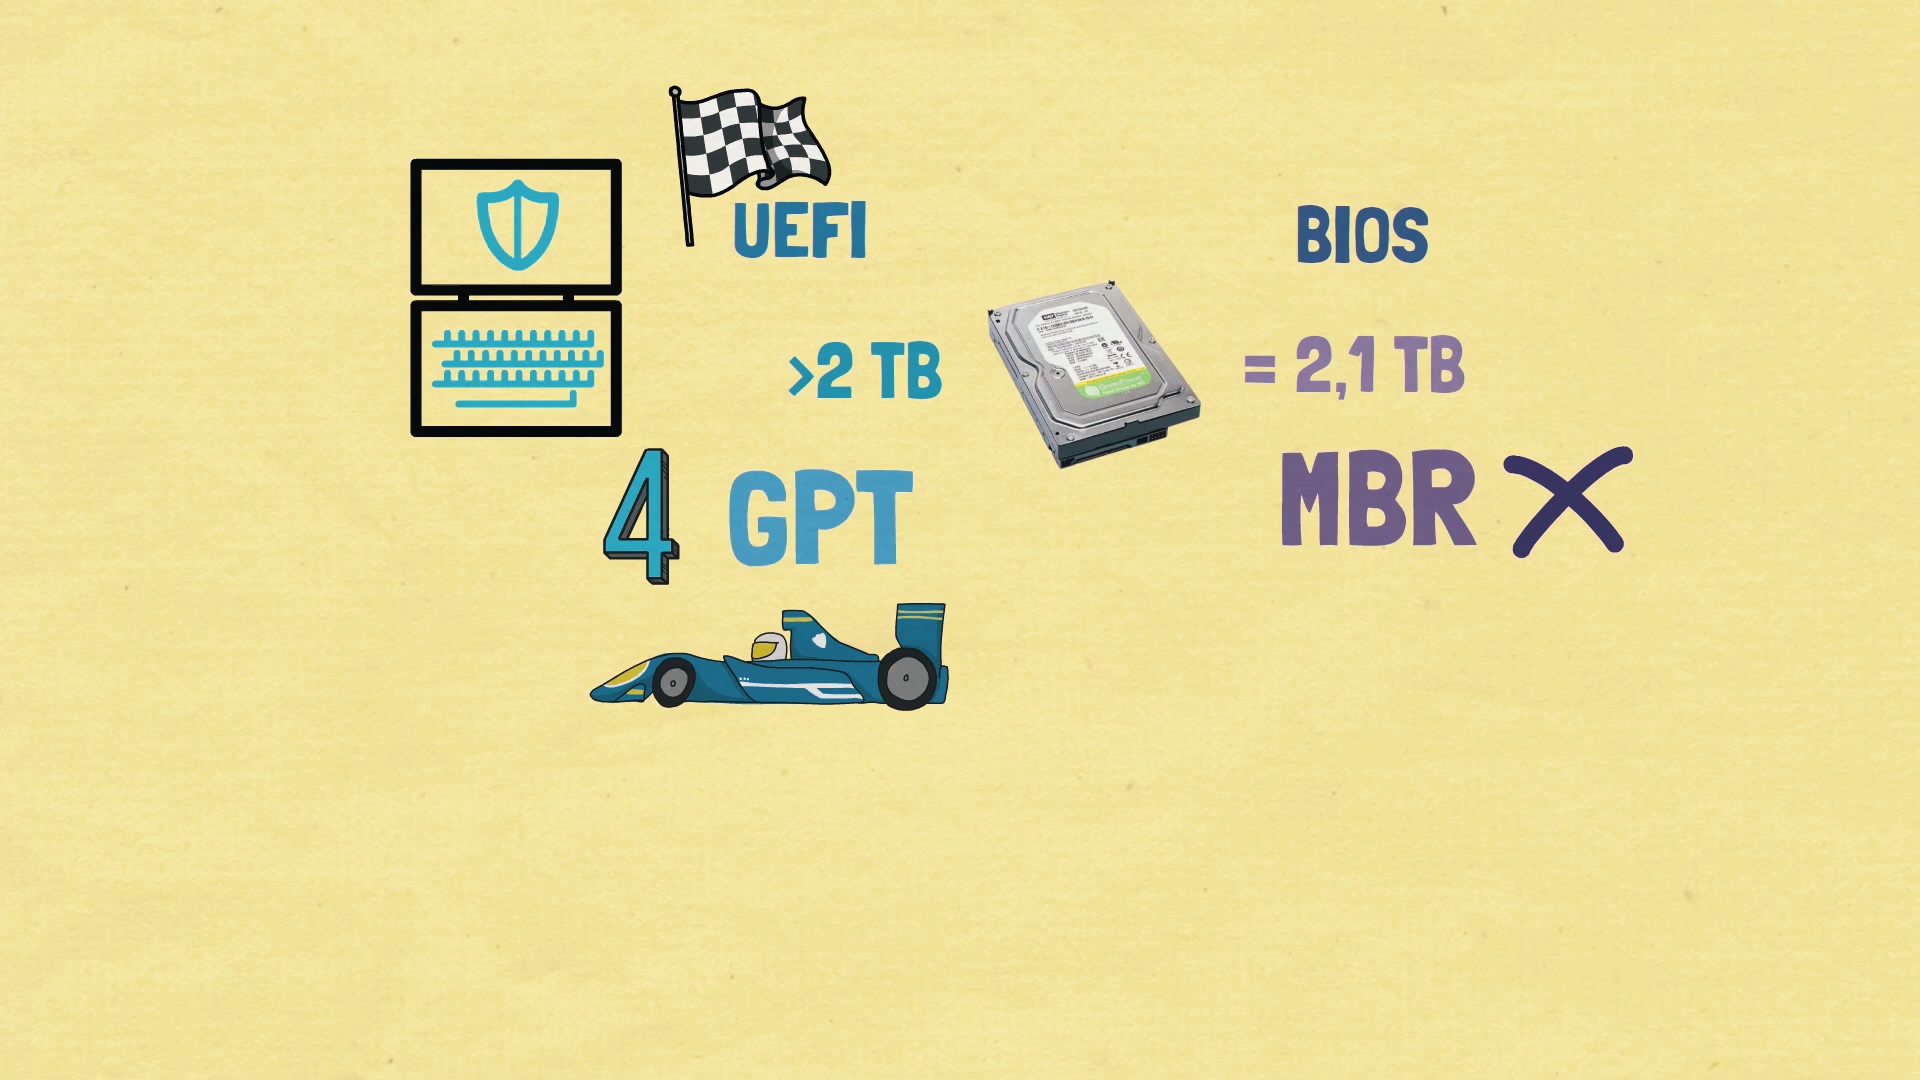 UEFI
BIOS
>2 TB
= 2,1 TB
4 GPT
MBR